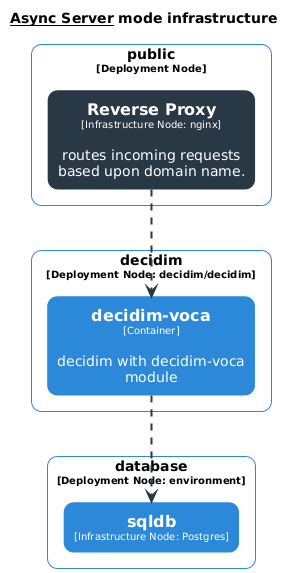 Async Server mode infrastructure
public
[Deployment Node]
Reverse Proxy
[Infrastructure Node: nginx]
routes incoming requests
based upon domain name.
decidim
[Deployment Node: decidim/decidim]
decidim-voca
[Container]
decidim with decidim-voca
module
database
[Deployment Node: environment]
sqldb
[Infrastructure Node: Postgres]